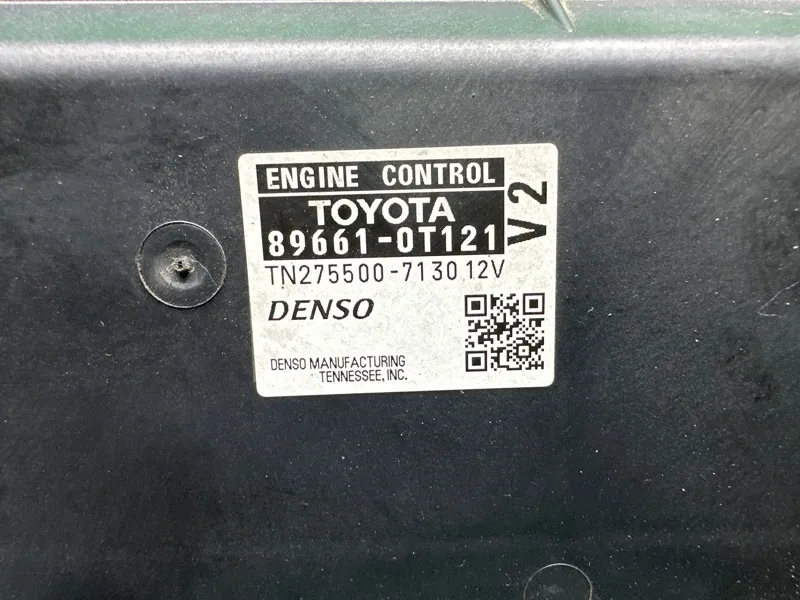 ENGINE CONTROL
TOYOTA
89661-0T121
V2
TN275500-7130 12V
DENSO
DENSO MANUFACTURING
TENNESSEE, INC.